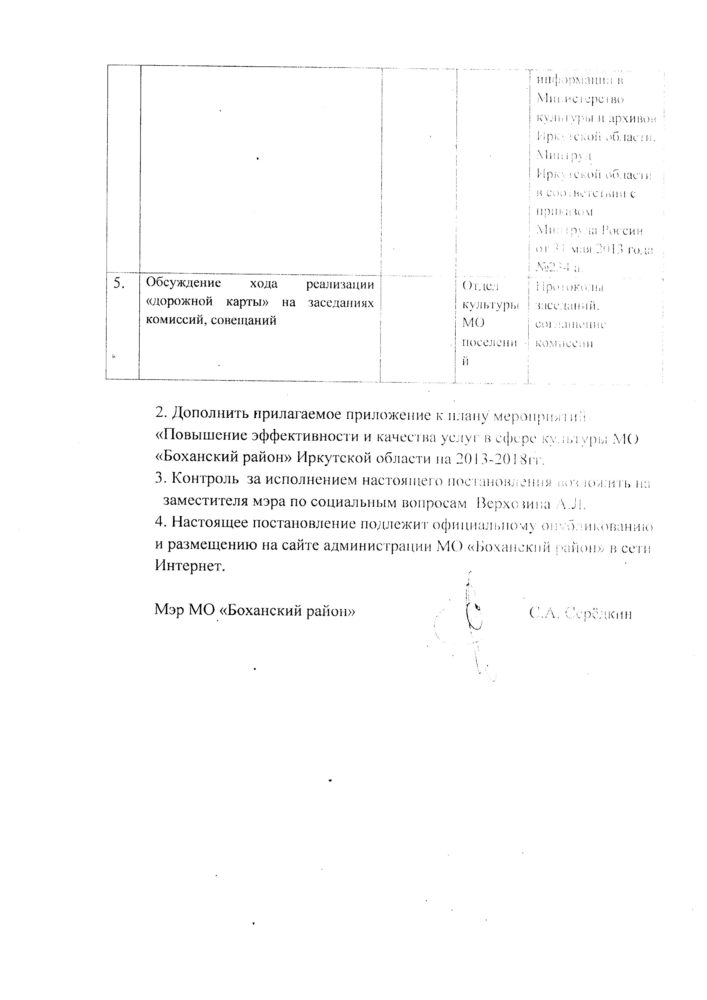 информации в
Министерство
культуры и архивов
Иркутской области.
Минтруд
Иркутской области
в соответствии с
приказом
Минтруда России
от 31 мая 2013 года
№234 а.
5.
Обсуждение хода реализации
«дорожной карты» на заседаниях
комиссий, совещаний
Отдел
культуры
МО
поселени
й
Протоколы
заседаний.
соглашение
комиссии
2. Дополнить прилагаемое приложение к плану мероприятий
«Повышение эффективности и качества услуг в сфере культуры МО
«Боханский район» Иркутской области на 2013-2018гг.
3. Контроль за исполнением настоящего постановления возложить на
заместителя мэра по социальным вопросам Верхозина А.Л.
4. Настоящее постановление подлежит официальному опубликованию
и размещению на сайте администрации МО «Боханский район» в сети
Интернет.
Мэр МО «Боханский район»
С.А. Серёдкин